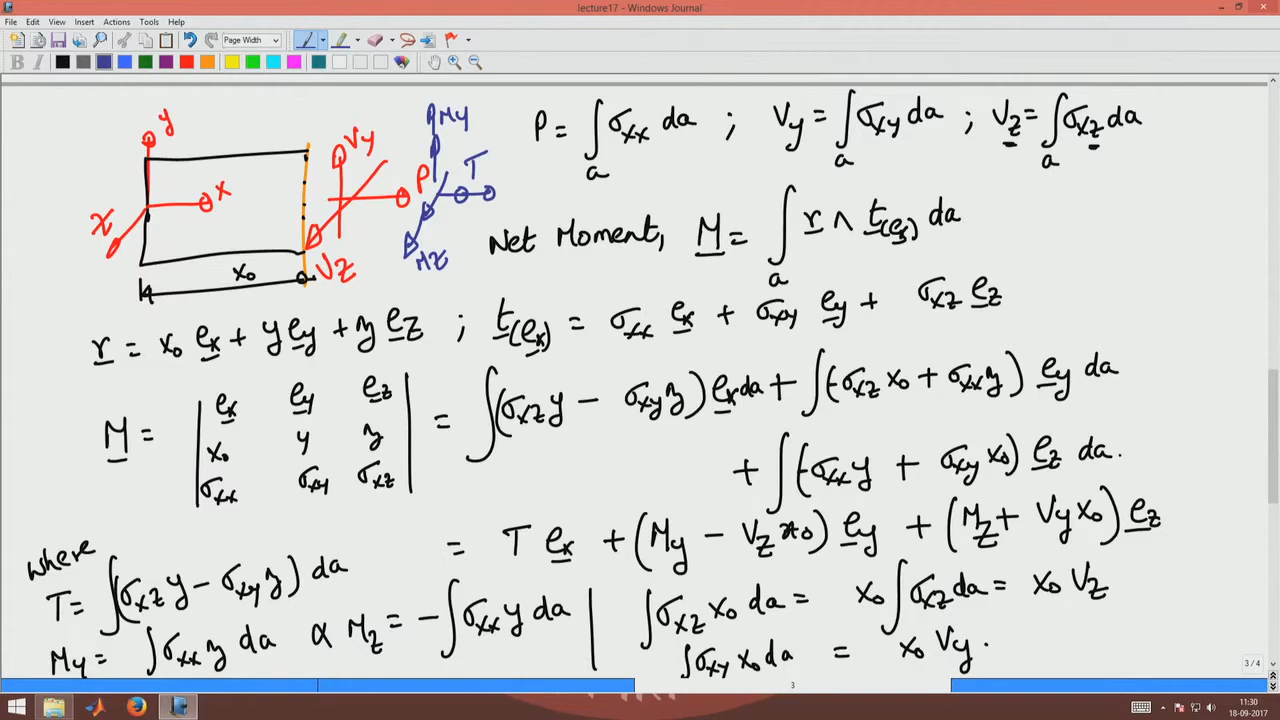 lecture17 - Windows Journal
File Edit View Insert Actions Tools Help
Page Width
B I
y
x
z
x₀
Vy
P
Vz
My
T
Mz
P = ∫ₐ σxx da ; Vy = ∫ₐ σxy da ; Vz = ∫ₐ σxz da
Net Moment, M = ∫ₐ r ∧ t(ex) da
r = x₀ ex + y ey + z ez ; t(ex) = σxx ex + σxy ey + σxz ez
M = | ex ey ez | = ∫(σxz y − σxy z) ex da + ∫(−σxz x₀ + σxx z) ey da
x₀ y z
σxx σxy σxz
+ ∫(−σxx y + σxy x₀) ez da.
= T ex + (My − Vz x₀) ey + (Mz + Vy x₀) ez
where
T = ∫(σxz y − σxy z) da
My = ∫ σxx z da & Mz = − ∫ σxx y da
∫ σxz x₀ da = x₀ ∫ σxz da = x₀ Vz
∫ σxy x₀ da = x₀ Vy.
3 / 4
3
11:30
18-09-2017